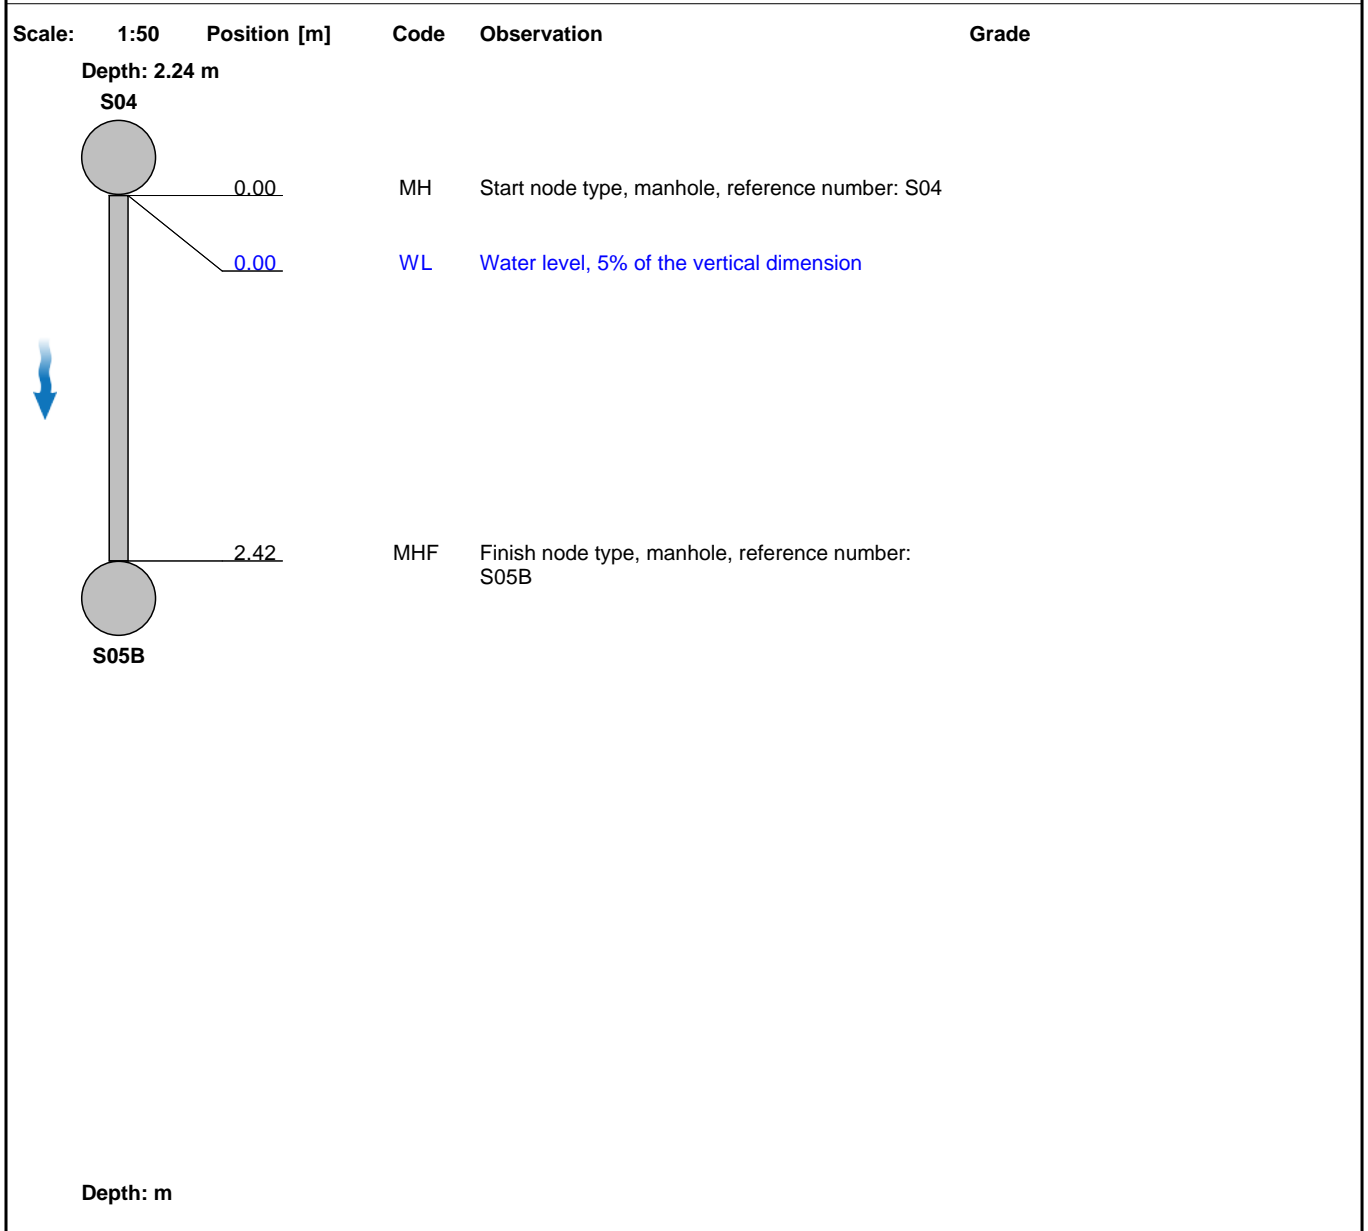 Scale: 1:50 Position [m] Code Observation Grade
Depth: 2.24 m
S04
0.00 MH Start node type, manhole, reference number: S04
0.00 WL Water level, 5% of the vertical dimension
2.42 MHF Finish node type, manhole, reference number:
S05B
S05B
Depth: m